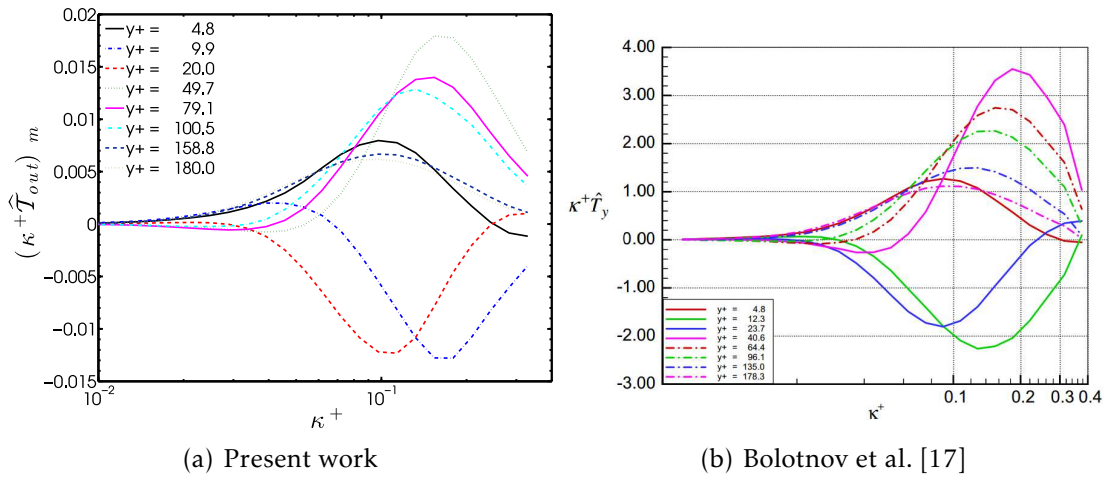 0.02
0.015
0.01
0.005
0
−0.005
−0.01
−0.015
10−2
10−1
κ+
(κ+ T̂out) m
y+ = 4.8
y+ = 9.9
y+ = 20.0
y+ = 49.7
y+ = 79.1
y+ = 100.5
y+ = 158.8
y+ = 180.0
(a) Present work
4.00
3.00
2.00
1.00
0.00
-1.00
-2.00
-3.00
κ+T̂y
y+ = 4.8
y+ = 12.3
y+ = 23.7
y+ = 40.6
y+ = 64.4
y+ = 96.1
y+ = 135.0
y+ = 178.3
0.1
0.2
0.3
0.4
κ+
(b) Bolotnov et al. [17]